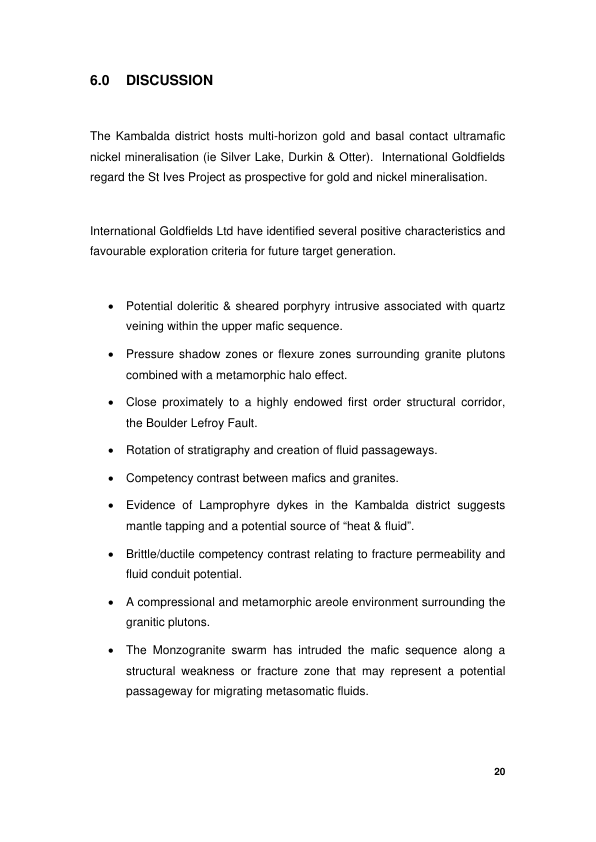 6.0 DISCUSSION
The Kambalda district hosts multi-horizon gold and basal contact ultramafic
nickel mineralisation (ie Silver Lake, Durkin & Otter). International Goldfields
regard the St Ives Project as prospective for gold and nickel mineralisation.
International Goldfields Ltd have identified several positive characteristics and
favourable exploration criteria for future target generation.
• Potential doleritic & sheared porphyry intrusive associated with quartz
veining within the upper mafic sequence.
• Pressure shadow zones or flexure zones surrounding granite plutons
combined with a metamorphic halo effect.
• Close proximately to a highly endowed first order structural corridor,
the Boulder Lefroy Fault.
• Rotation of stratigraphy and creation of fluid passageways.
• Competency contrast between mafics and granites.
• Evidence of Lamprophyre dykes in the Kambalda district suggests
mantle tapping and a potential source of “heat & fluid”.
• Brittle/ductile competency contrast relating to fracture permeability and
fluid conduit potential.
• A compressional and metamorphic areole environment surrounding the
granitic plutons.
• The Monzogranite swarm has intruded the mafic sequence along a
structural weakness or fracture zone that may represent a potential
passageway for migrating metasomatic fluids.
20